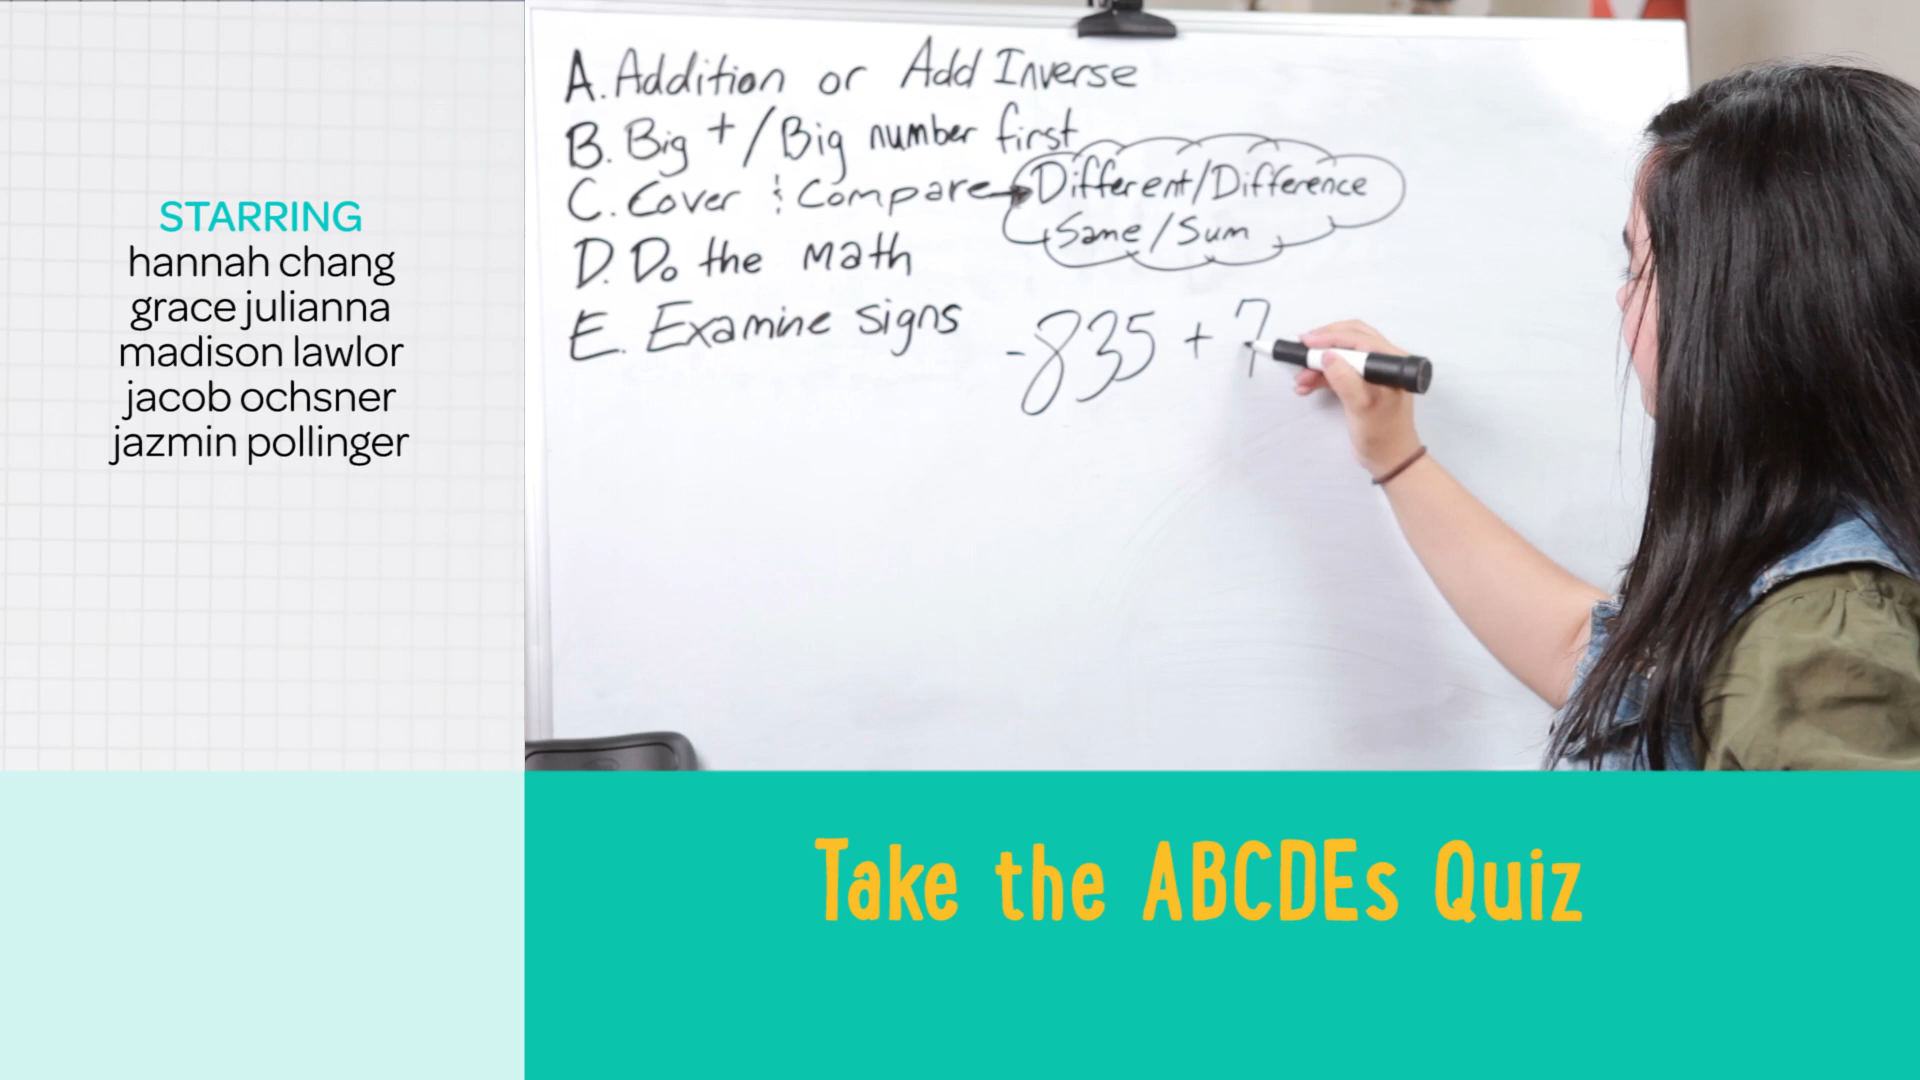 STARRING
hannah chang
grace julianna
madison lawlor
jacob ochsner
jazmin pollinger
A. Addition or Add Inverse
B. Big + / Big number first
C. Cover & Compare → Different/Difference
Same/Sum
D. Do the math
E. Examine signs
-835 + 7
Take the ABCDEs Quiz